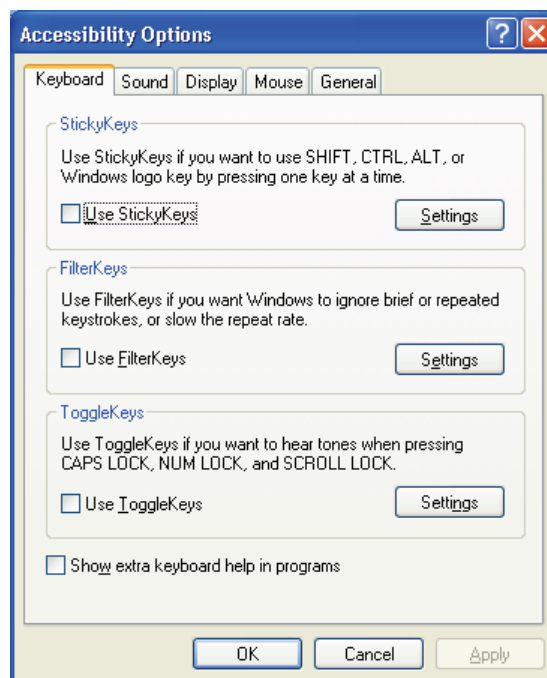 Accessibility Options
Keyboard Sound Display Mouse General
StickyKeys
Use StickyKeys if you want to use SHIFT, CTRL, ALT, or
Windows logo key by pressing one key at a time.
Use StickyKeys Settings
FilterKeys
Use FilterKeys if you want Windows to ignore brief or repeated
keystrokes, or slow the repeat rate.
Use FilterKeys Settings
ToggleKeys
Use ToggleKeys if you want to hear tones when pressing
CAPS LOCK, NUM LOCK, and SCROLL LOCK.
Use ToggleKeys Settings
Show extra keyboard help in programs
OK Cancel Apply